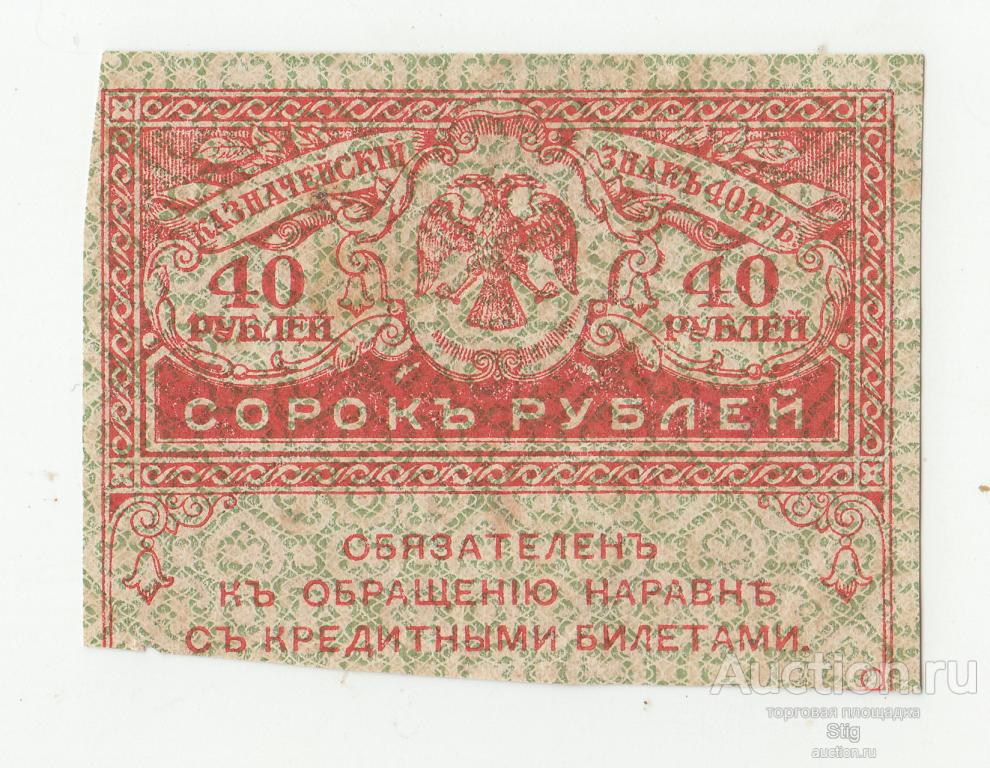 КАЗНАЧЕЙСКІЙ
ЗНАКЪ 40 РУБ.
40
РУБЛЕЙ
40
РУБЛЕЙ
СОРОКЪ РУБЛЕЙ
ОБЯЗАТЕЛЕНЪ
КЪ ОБРАЩЕНІЮ НАРАВНѢ
СЪ КРЕДИТНЫМИ БИЛЕТАМИ.
Auction.ru
торговая площадка
Stig
auction.ru